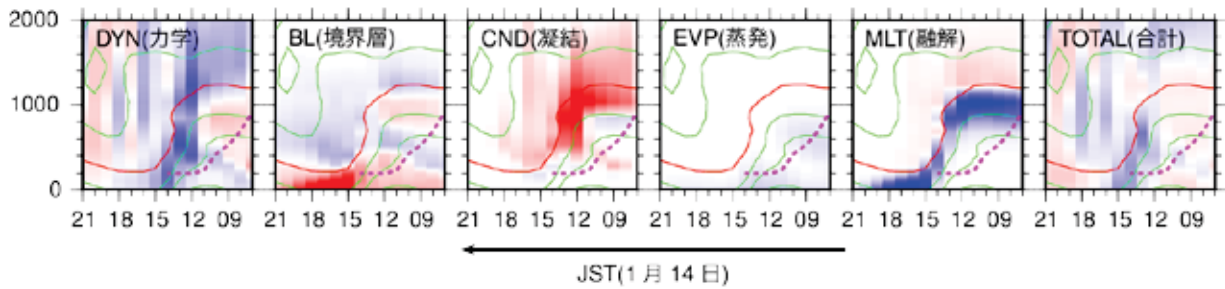 DYN(力学) BL(境界層) CND(凝結) EVP(蒸発) MLT(融解) TOTAL(合計)
2000
1000
0
21 18 15 12 09 21 18 15 12 09 21 18 15 12 09 21 18 15 12 09 21 18 15 12 09 21 18 15 12 09
JST(1 月 14 日)